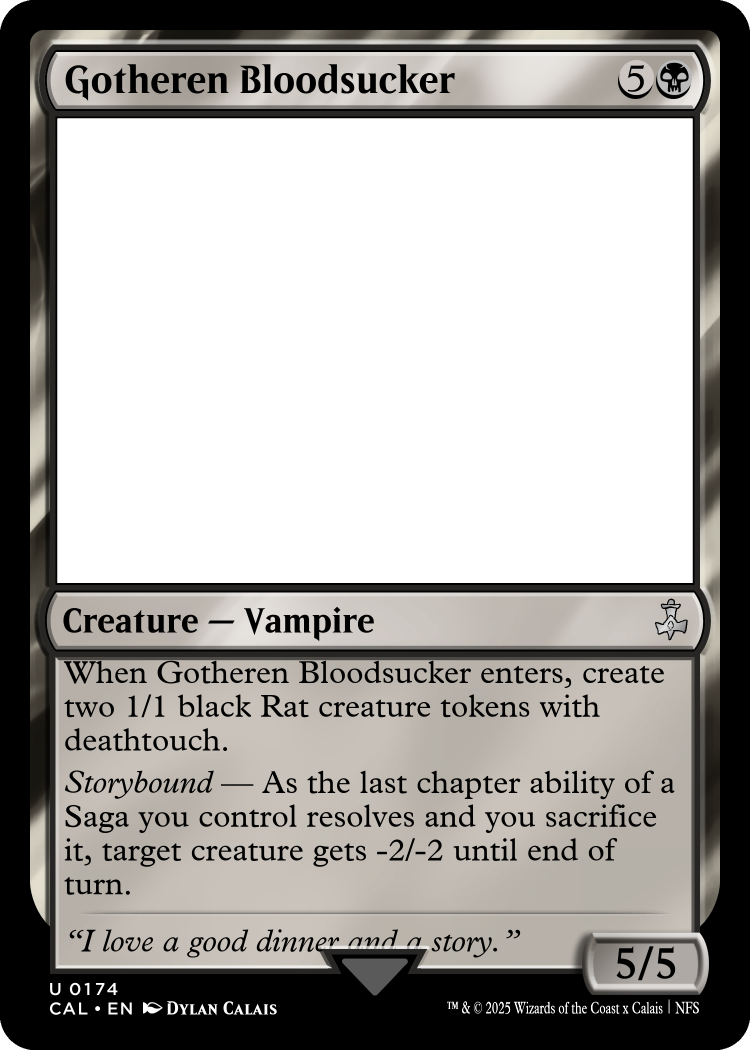 Gotheren Bloodsucker 5
Creature — Vampire
When Gotheren Bloodsucker enters, create
two 1/1 black Rat creature tokens with
deathtouch.
Storybound — As the last chapter ability of a
Saga you control resolves and you sacrifice
it, target creature gets -2/-2 until end of
turn.
“I love a good dinner and a story.”
5/5
U 0174
CAL • EN DYLAN CALAIS
™ & © 2025 Wizards of the Coast x Calais | NFS